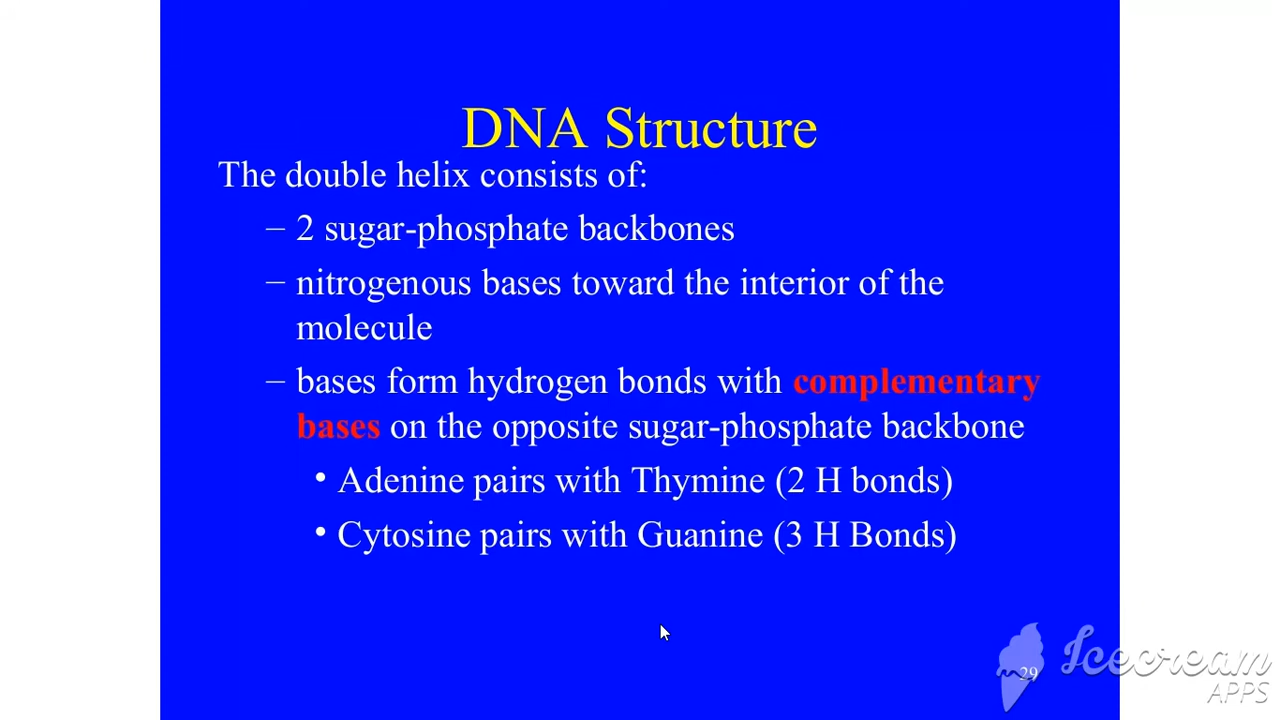 DNA Structure
The double helix consists of:
– 2 sugar-phosphate backbones
– nitrogenous bases toward the interior of the
molecule
– bases form hydrogen bonds with complementary
bases on the opposite sugar-phosphate backbone
• Adenine pairs with Thymine (2 H bonds)
• Cytosine pairs with Guanine (3 H Bonds)
29
Icecream
APPS